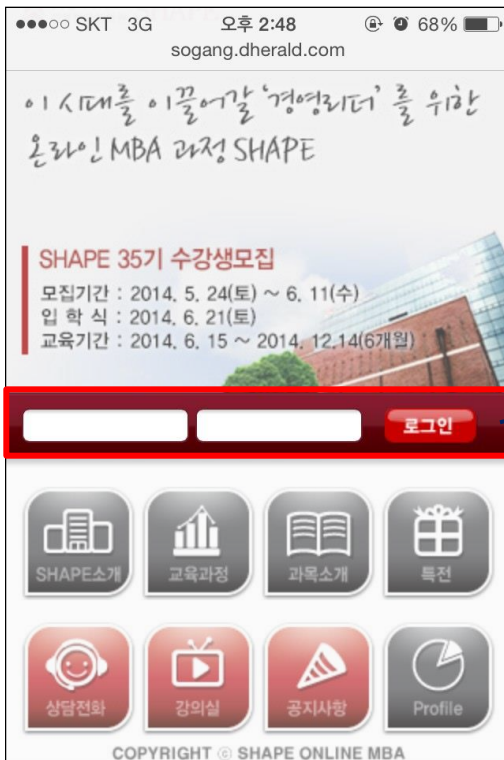 SKT 3G 오후 2:48 68%
sogang.dherald.com
이 시대를 이끌어갈 '경영리더'를 위한
온라인 MBA 과정 SHAPE
SHAPE 35기 수강생모집
모집기간 : 2014. 5. 24(토) ~ 6. 11(수)
입 학 식 : 2014. 6. 21(토)
교육기간 : 2014. 6. 15 ~ 2014. 12.14(6개월)
로그인
SHAPE소개 교육과정 과목소개 특전
상담전화 강의실 공지사항 Profile
COPYRIGHT ⓒ SHAPE ONLINE MBA